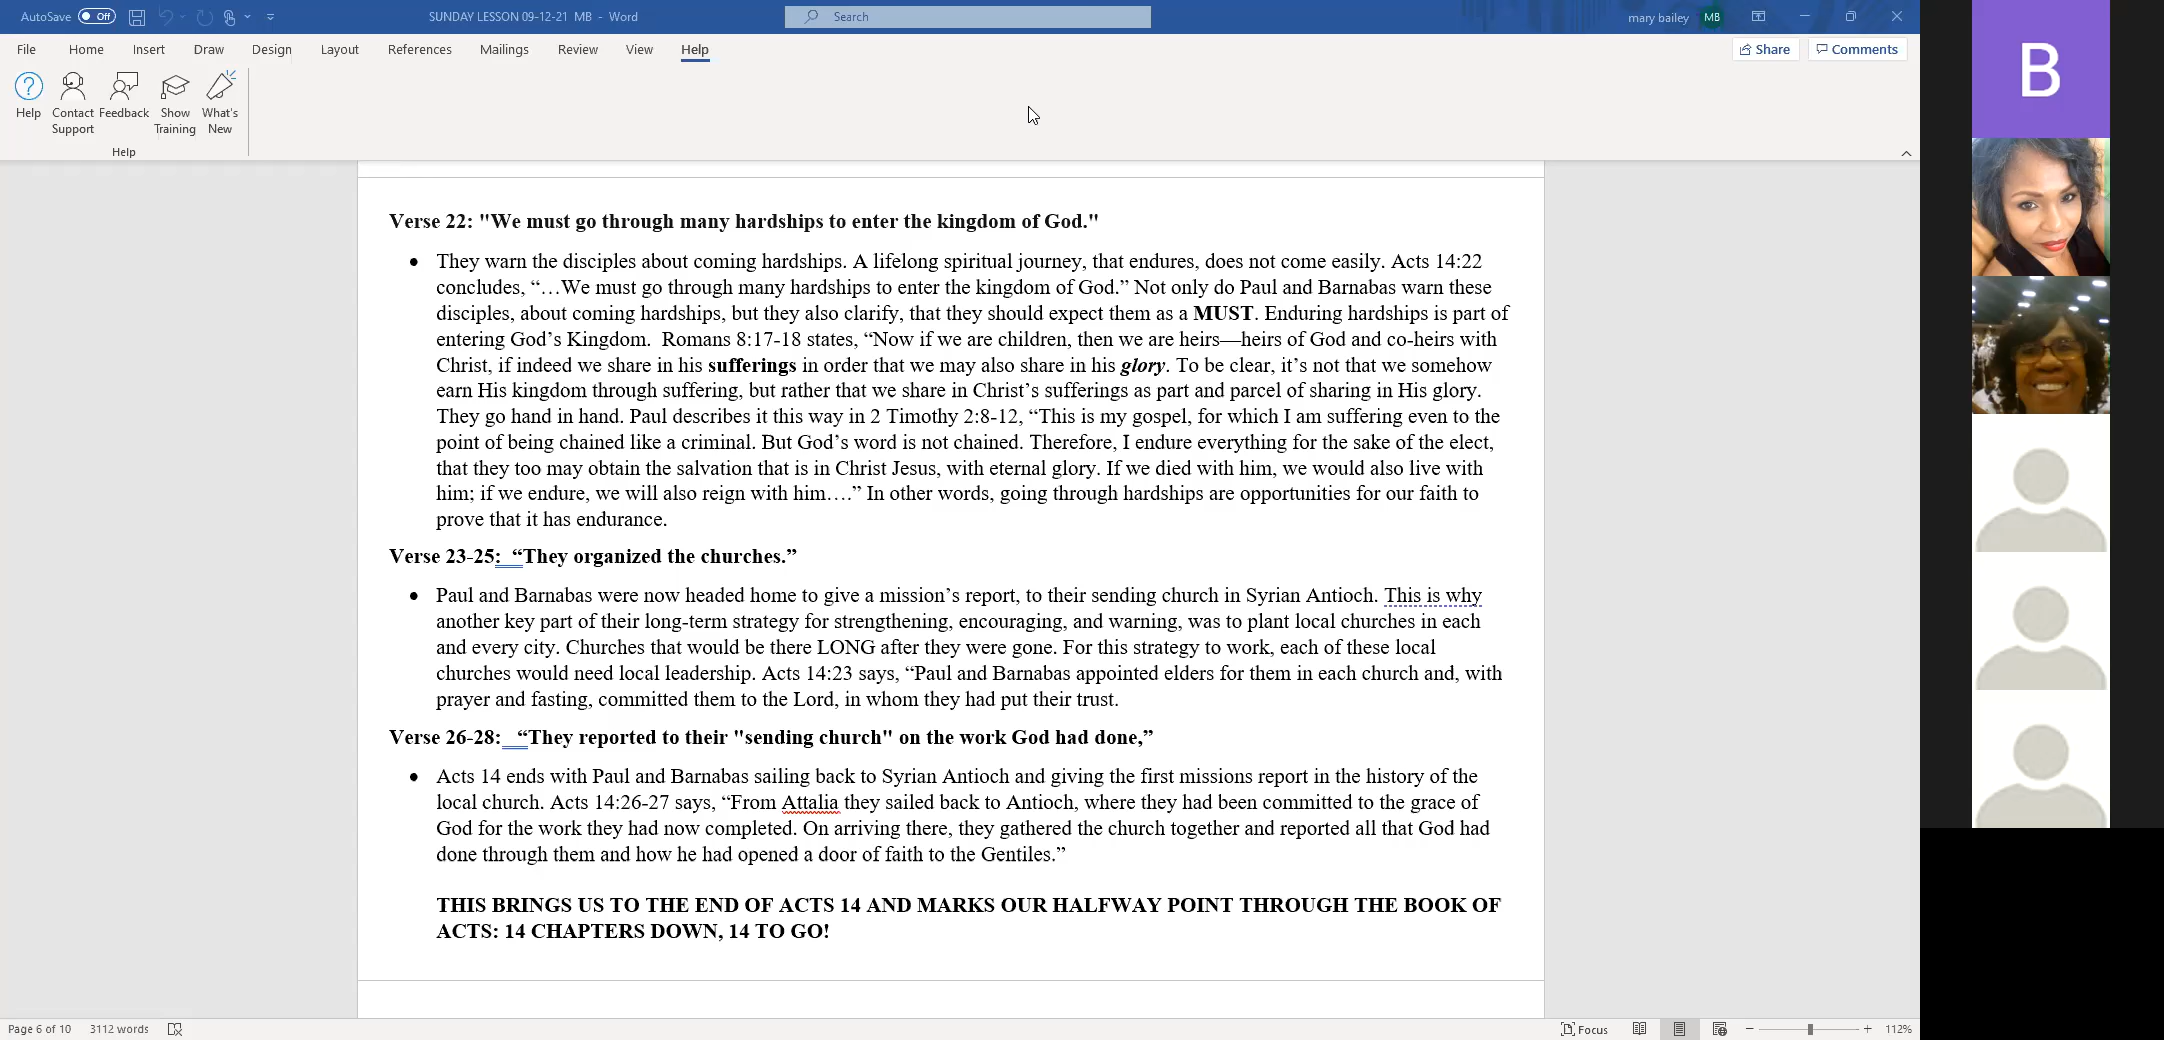 AutoSave Off SUNDAY LESSON 09-12-21 MB - Word Search mary bailey MB
File Home Insert Draw Design Layout References Mailings Review View Help Share Comments
Help Contact Support Feedback Show Training What's New
Help
Verse 22: "We must go through many hardships to enter the kingdom of God."
• They warn the disciples about coming hardships. A lifelong spiritual journey, that endures, does not come easily. Acts 14:22
concludes, “…We must go through many hardships to enter the kingdom of God.” Not only do Paul and Barnabas warn these
disciples, about coming hardships, but they also clarify, that they should expect them as a MUST. Enduring hardships is part of
entering God’s Kingdom.  Romans 8:17-18 states, “Now if we are children, then we are heirs—heirs of God and co-heirs with
Christ, if indeed we share in his sufferings in order that we may also share in his glory. To be clear, it’s not that we somehow
earn His kingdom through suffering, but rather that we share in Christ’s sufferings as part and parcel of sharing in His glory.
They go hand in hand. Paul describes it this way in 2 Timothy 2:8-12, “This is my gospel, for which I am suffering even to the
point of being chained like a criminal. But God’s word is not chained. Therefore, I endure everything for the sake of the elect,
that they too may obtain the salvation that is in Christ Jesus, with eternal glory. If we died with him, we would also live with
him; if we endure, we will also reign with him….” In other words, going through hardships are opportunities for our faith to
prove that it has endurance.
Verse 23-25:  “They organized the churches.”
• Paul and Barnabas were now headed home to give a mission’s report, to their sending church in Syrian Antioch. This is why
another key part of their long-term strategy for strengthening, encouraging, and warning, was to plant local churches in each
and every city. Churches that would be there LONG after they were gone. For this strategy to work, each of these local
churches would need local leadership. Acts 14:23 says, “Paul and Barnabas appointed elders for them in each church and, with
prayer and fasting, committed them to the Lord, in whom they had put their trust.
Verse 26-28:  “They reported to their "sending church" on the work God had done,”
• Acts 14 ends with Paul and Barnabas sailing back to Syrian Antioch and giving the first missions report in the history of the
local church. Acts 14:26-27 says, “From Attalia they sailed back to Antioch, where they had been committed to the grace of
God for the work they had now completed. On arriving there, they gathered the church together and reported all that God had
done through them and how he had opened a door of faith to the Gentiles.”
THIS BRINGS US TO THE END OF ACTS 14 AND MARKS OUR HALFWAY POINT THROUGH THE BOOK OF
ACTS: 14 CHAPTERS DOWN, 14 TO GO!
Page 6 of 10 3112 words Focus 112%
B